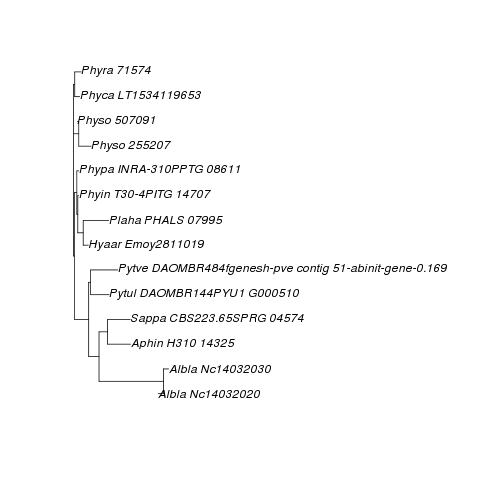 Phyra 71574
Phyca LT1534119653
Physo 507091
Physo 255207
Phypa INRA-310PPTG 08611
Phyin T30-4PITG 14707
Plaha PHALS 07995
Hyaar Emoy2811019
Pytve DAOMBR484fgenesh-pve contig 51-abinit-gene-0.169
Pytul DAOMBR144PYU1 G000510
Sappa CBS223.65SPRG 04574
Aphin H310 14325
Albla Nc14032030
Albla Nc14032020